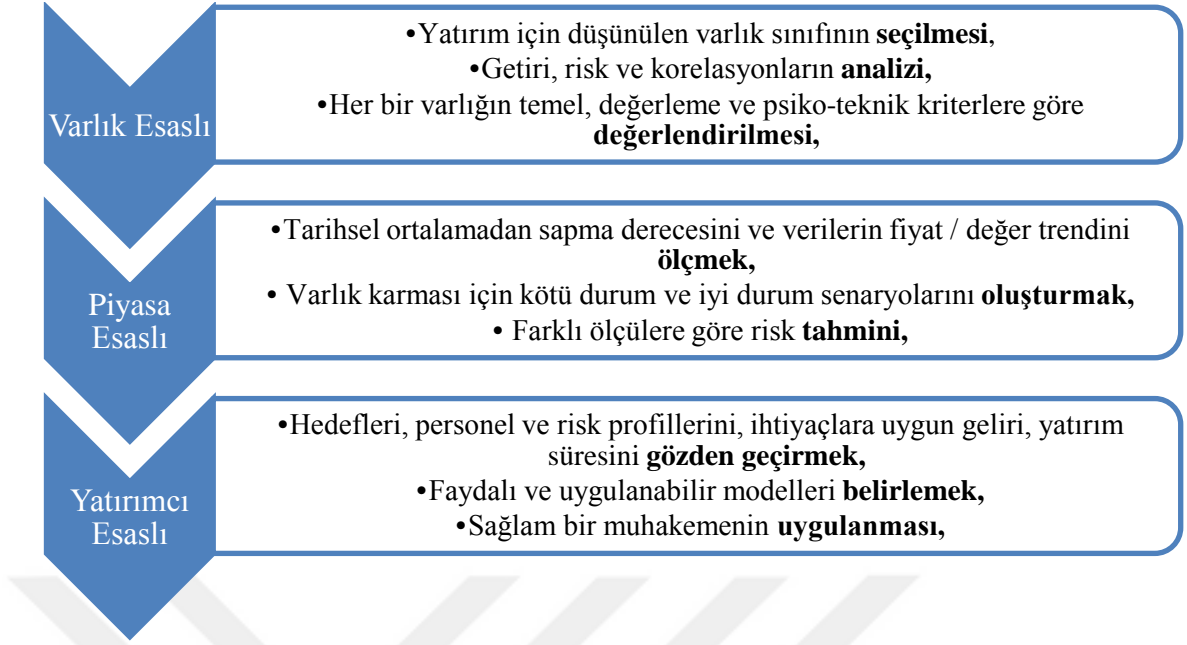 Varlık Esaslı
•Yatırım için düşünülen varlık sınıfının seçilmesi,
•Getiri, risk ve korelasyonların analizi,
•Her bir varlığın temel, değerleme ve psiko-teknik kriterlere göre
değerlendirilmesi,
Piyasa
Esaslı
•Tarihsel ortalamadan sapma derecesini ve verilerin fiyat / değer trendini
ölçmek,
• Varlık karması için kötü durum ve iyi durum senaryolarını oluşturmak,
• Farklı ölçülere göre risk tahmini,
Yatırımcı
Esaslı
•Hedefleri, personel ve risk profillerini, ihtiyaçlara uygun geliri, yatırım
süresini gözden geçirmek,
•Faydalı ve uygulanabilir modelleri belirlemek,
•Sağlam bir muhakemenin uygulanması,